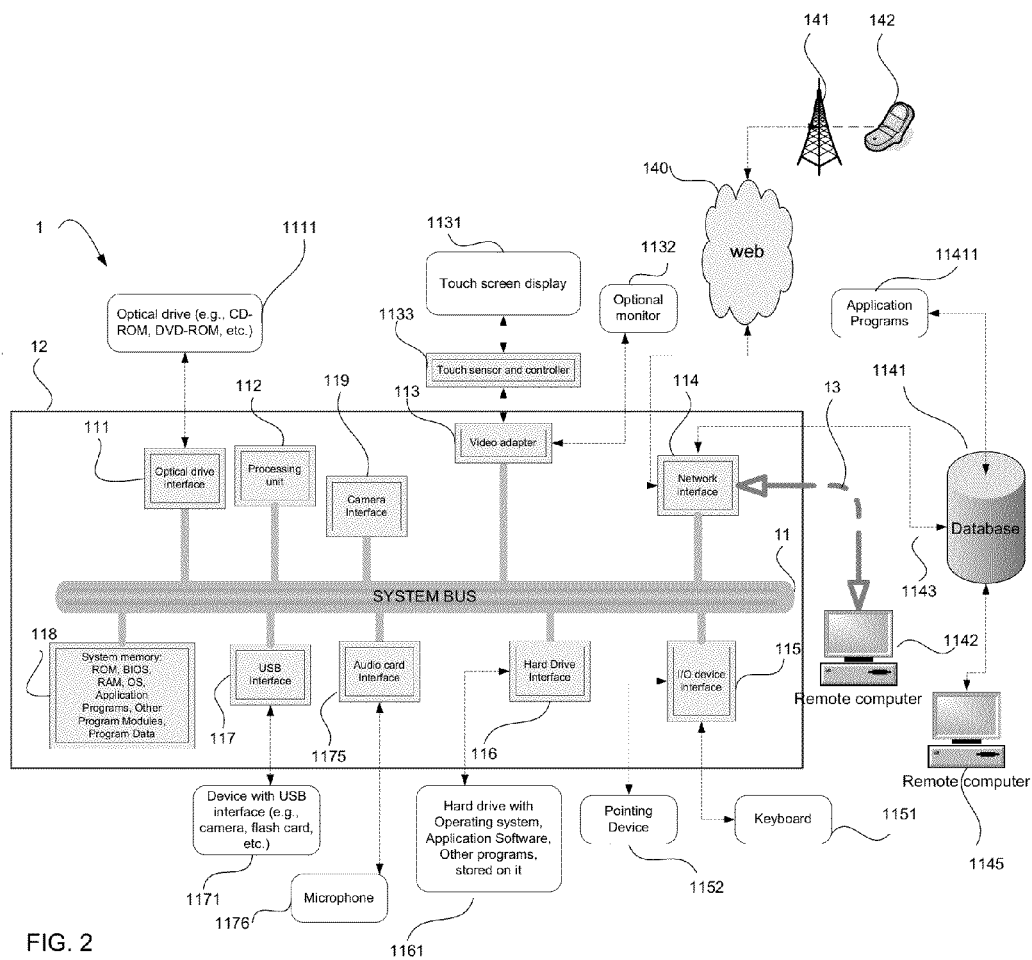 141
142
140
web
1
1111
1131
1132
11411
Optical drive (e.g., CD-
ROM, DVD-ROM, etc.)
Touch screen display
Optional
monitor
Application
Programs
1133
Touch sensor and controller
12
112
119
113
114
13
1141
111
Optical drive
interface
Processing
unit
Camera
Interface
Video adapter
Network
interface
Database
11
1143
SYSTEM BUS
118
System memory:
ROM, BIOS,
RAM, OS,
Application
Programs, Other
Program Modules,
Program Data
USB
Interface
Audio card
Interface
Hard Drive
Interface
I/O device
interface
115
1142
Remote computer
117
1175
116
Remote computer
Device with USB
interface (e.g.,
camera, flash card,
etc.)
Hard drive with
Operating system,
Application Software,
Other programs,
stored on it
Pointing
Device
Keyboard
1151
1145
1171
Microphone
1176
1152
1161
FIG. 2